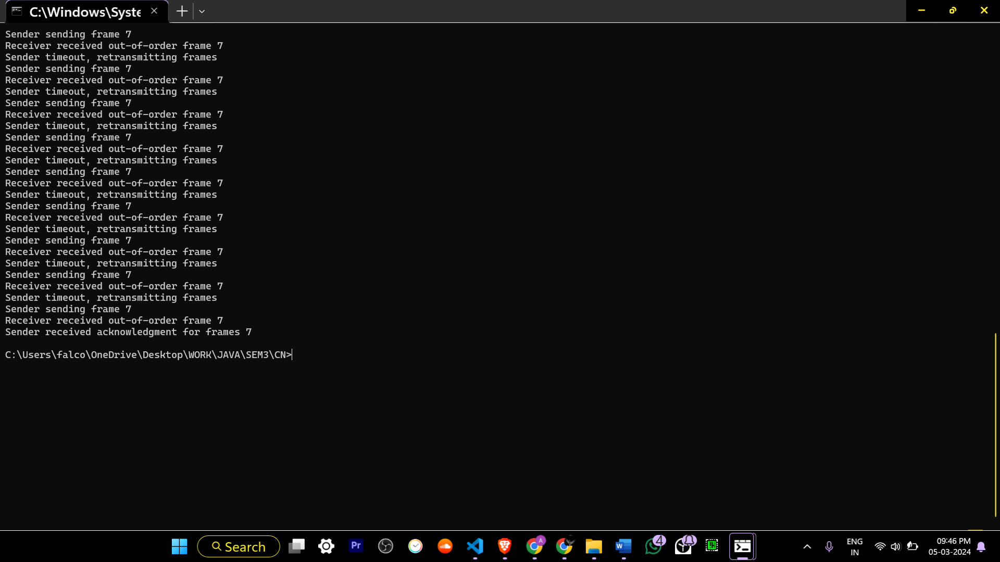 C:\Windows\Syste
Sender sending frame 7
Receiver received out-of-order frame 7
Sender timeout, retransmitting frames
Sender sending frame 7
Receiver received out-of-order frame 7
Sender timeout, retransmitting frames
Sender sending frame 7
Receiver received out-of-order frame 7
Sender timeout, retransmitting frames
Sender sending frame 7
Receiver received out-of-order frame 7
Sender timeout, retransmitting frames
Sender sending frame 7
Receiver received out-of-order frame 7
Sender timeout, retransmitting frames
Sender sending frame 7
Receiver received out-of-order frame 7
Sender timeout, retransmitting frames
Sender sending frame 7
Receiver received out-of-order frame 7
Sender timeout, retransmitting frames
Sender sending frame 7
Receiver received out-of-order frame 7
Sender timeout, retransmitting frames
Sender sending frame 7
Receiver received out-of-order frame 7
Sender received acknowledgment for frames 7
C:\Users\falco\OneDrive\Desktop\WORK\JAVA\SEM3\CN>
Search
Pr
A
W
4
ENG
IN
09:46 PM
05-03-2024